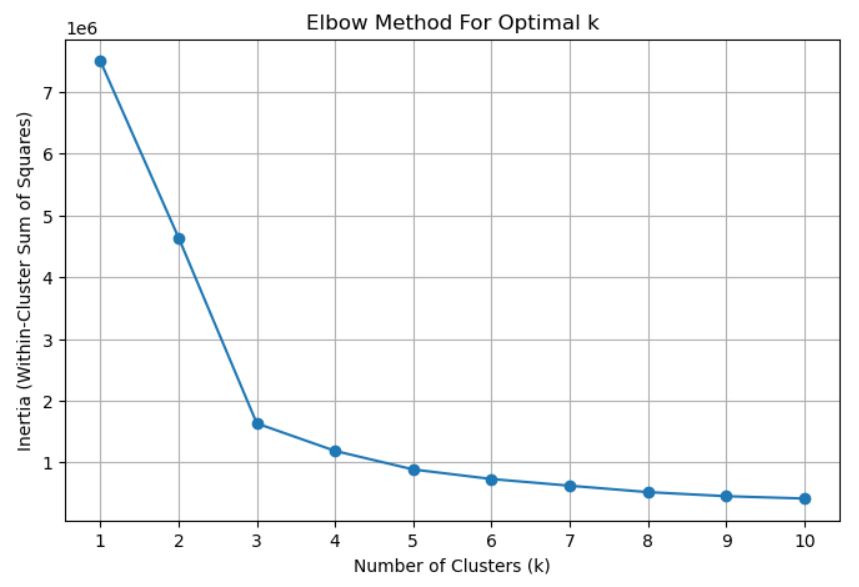 Elbow Method For Optimal k
1e6
7
6
5
4
3
2
1
Inertia (Within-Cluster Sum of Squares)
1 2 3 4 5 6 7 8 9 10
Number of Clusters (k)